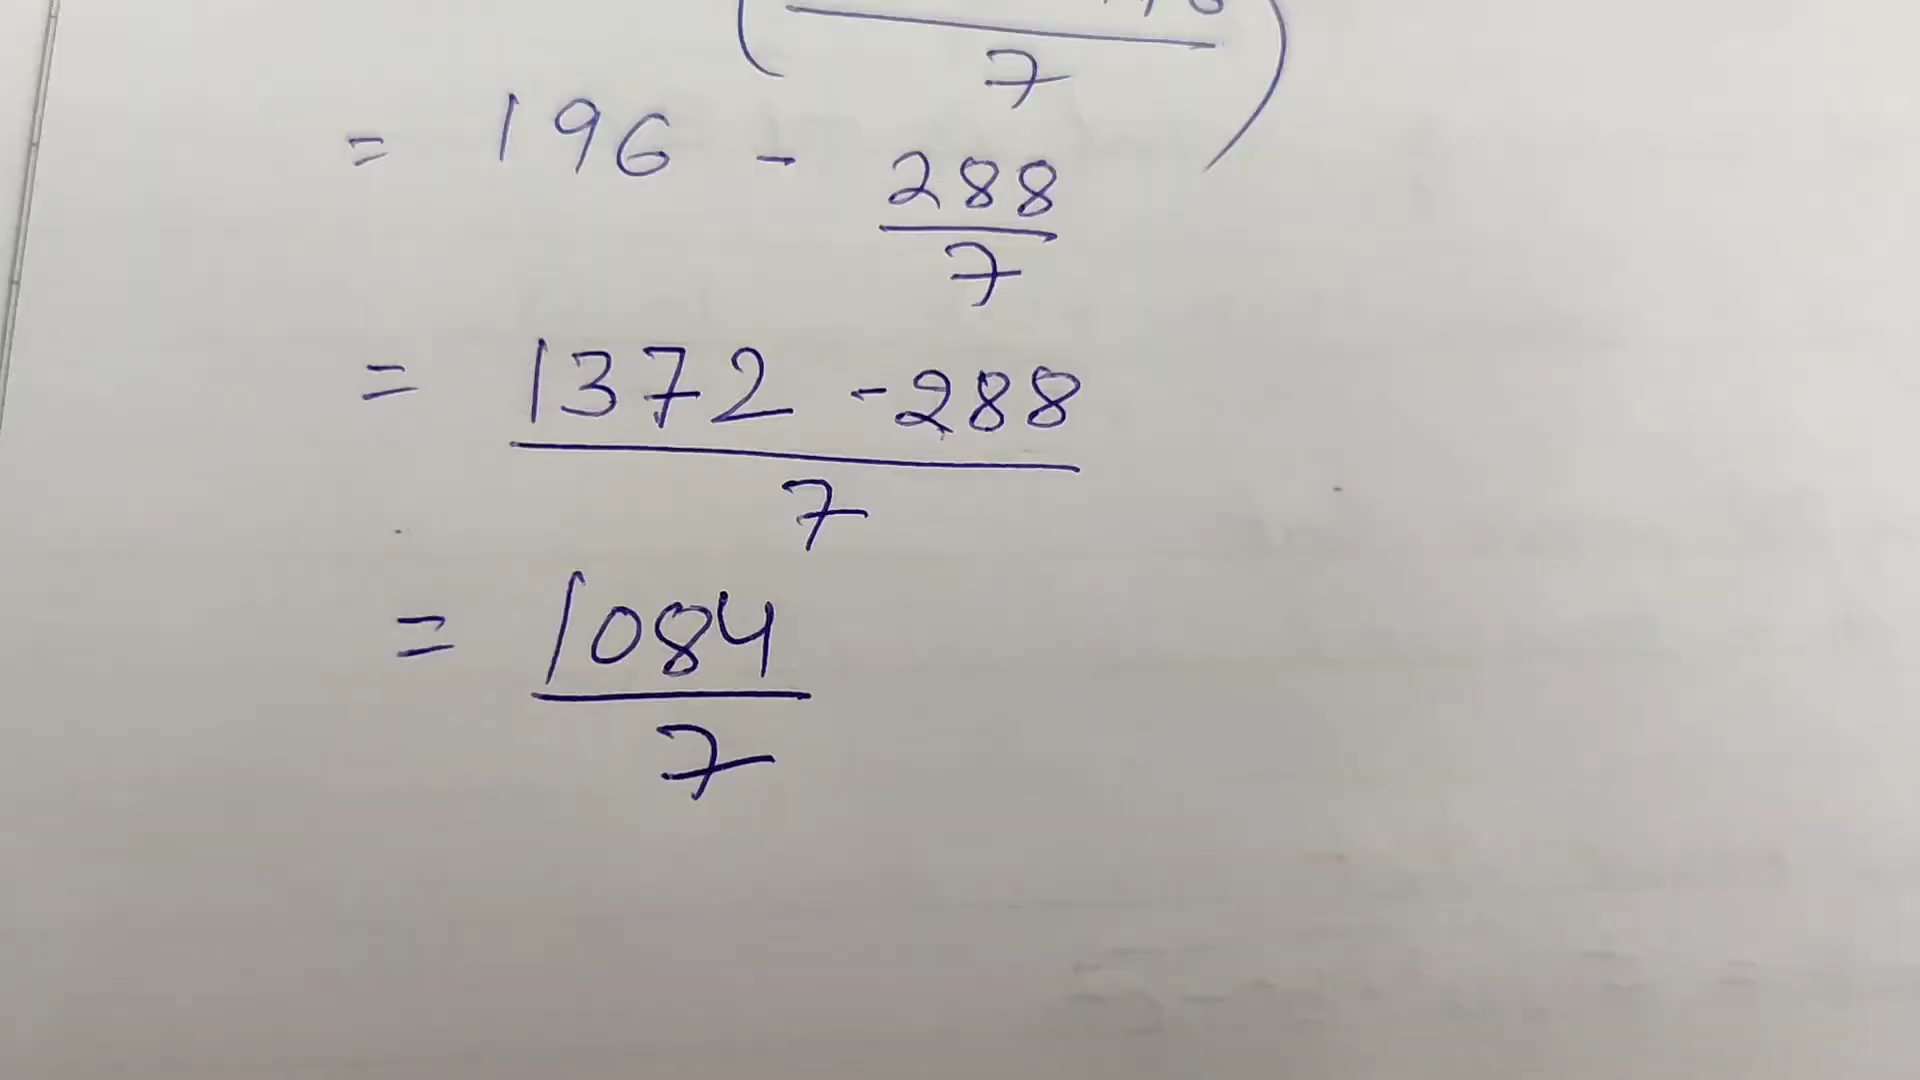 7
= 196 - 288/7
= 1372 - 288/7
= 1084/7